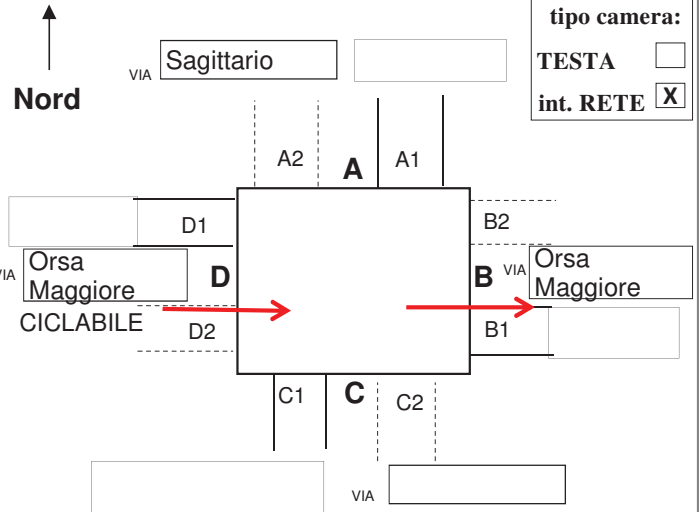 tipo camera:
VIA Sagittario
TESTA
Nord
int. RETE X
A2 A A1
D1 B2
VIA Orsa
Maggiore
D
B
VIA Orsa
Maggiore
CICLABILE
D2 B1
C1 C C2
VIA